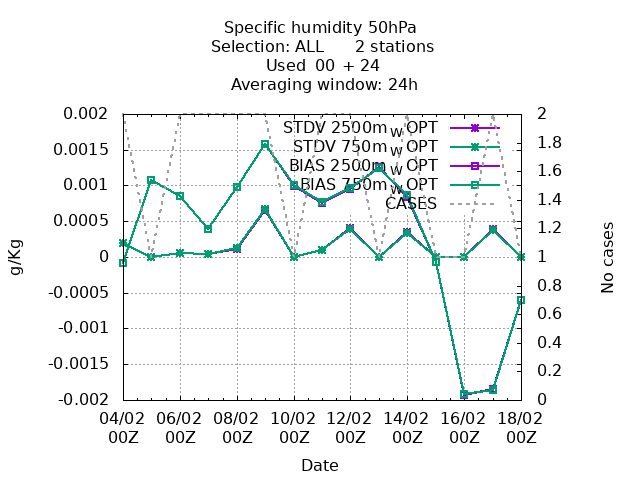 Specific humidity 50hPa
Selection: ALL      2 stations
Used  00  + 24
Averaging window: 24h
g/Kg
No cases
0.002
0.0015
0.001
0.0005
0
-0.0005
-0.001
-0.0015
-0.002
2
1.8
1.6
1.4
1.2
1
0.8
0.6
0.4
0.2
0
STDV 2500m_W OPT
STDV 750m_W OPT
BIAS 2500m_W OPT
BIAS 750m_W OPT
CASES
04/02 06/02 08/02 10/02 12/02 14/02 16/02 18/02
00Z 00Z 00Z 00Z 00Z 00Z 00Z 00Z
Date